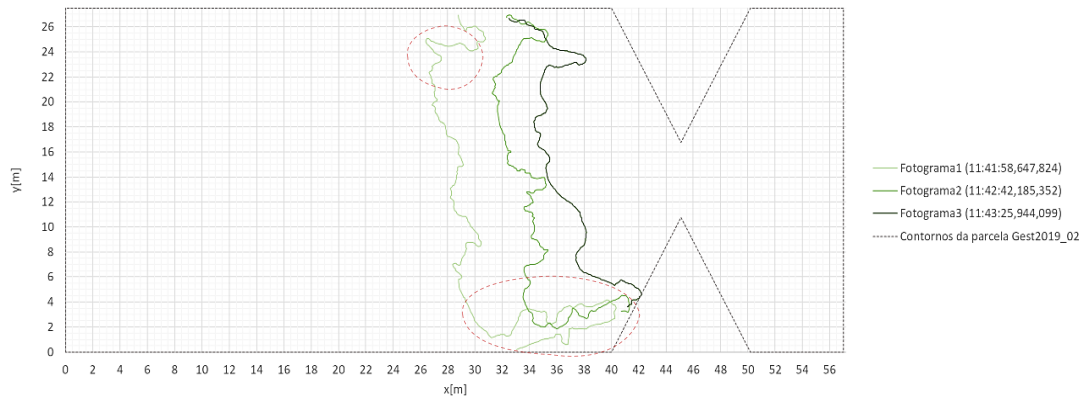 26
24
22
20
18
16
14
12
10
8
6
4
2
0
y[m]
0 2 4 6 8 10 12 14 16 18 20 22 24 26 28 30 32 34 36 38 40 42 44 46 48 50 52 54 56
x[m]
Fotograma1 (11:41:58,647,824)
Fotograma2 (11:42:42,185,352)
Fotograma3 (11:43:25,944,099)
Contornos da parcela Gest2019_02